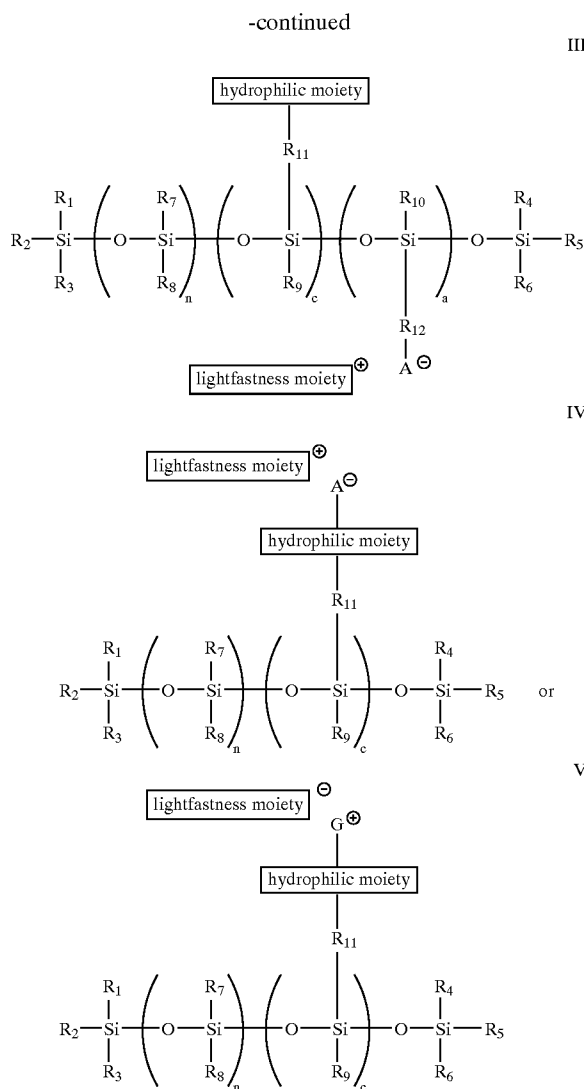 -continued
III
hydrophilic moiety
R11
R1 R7 R10 R4
R2—Si—O—Si—O—Si—O—Si—O—Si—R5
R3 R8 n R9 c a R6
R12
lightfastness moiety ⊕ A ⊖
IV
lightfastness moiety ⊕
A ⊖
hydrophilic moiety
R11
R1 R7 R4
R2—Si—O—Si—O—Si—O—Si—R5 or
R3 R8 n R9 c R6
V
lightfastness moiety ⊖
G ⊕
hydrophilic moiety
R11
R1 R7 R4
R2—Si—O—Si—O—Si—O—Si—R5
R3 R8 n R9 c R6